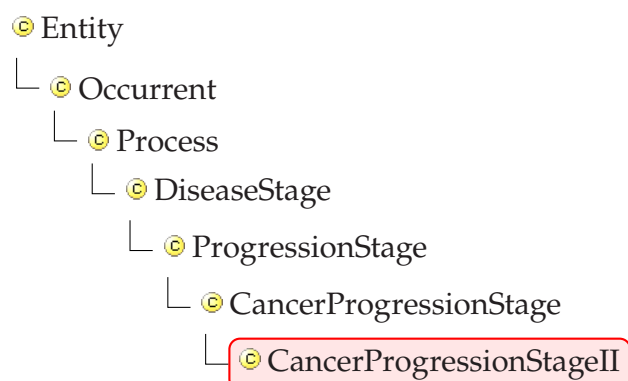 Entity
Occurrent
Process
DiseaseStage
ProgressionStage
CancerProgressionStage
CancerProgressionStageII